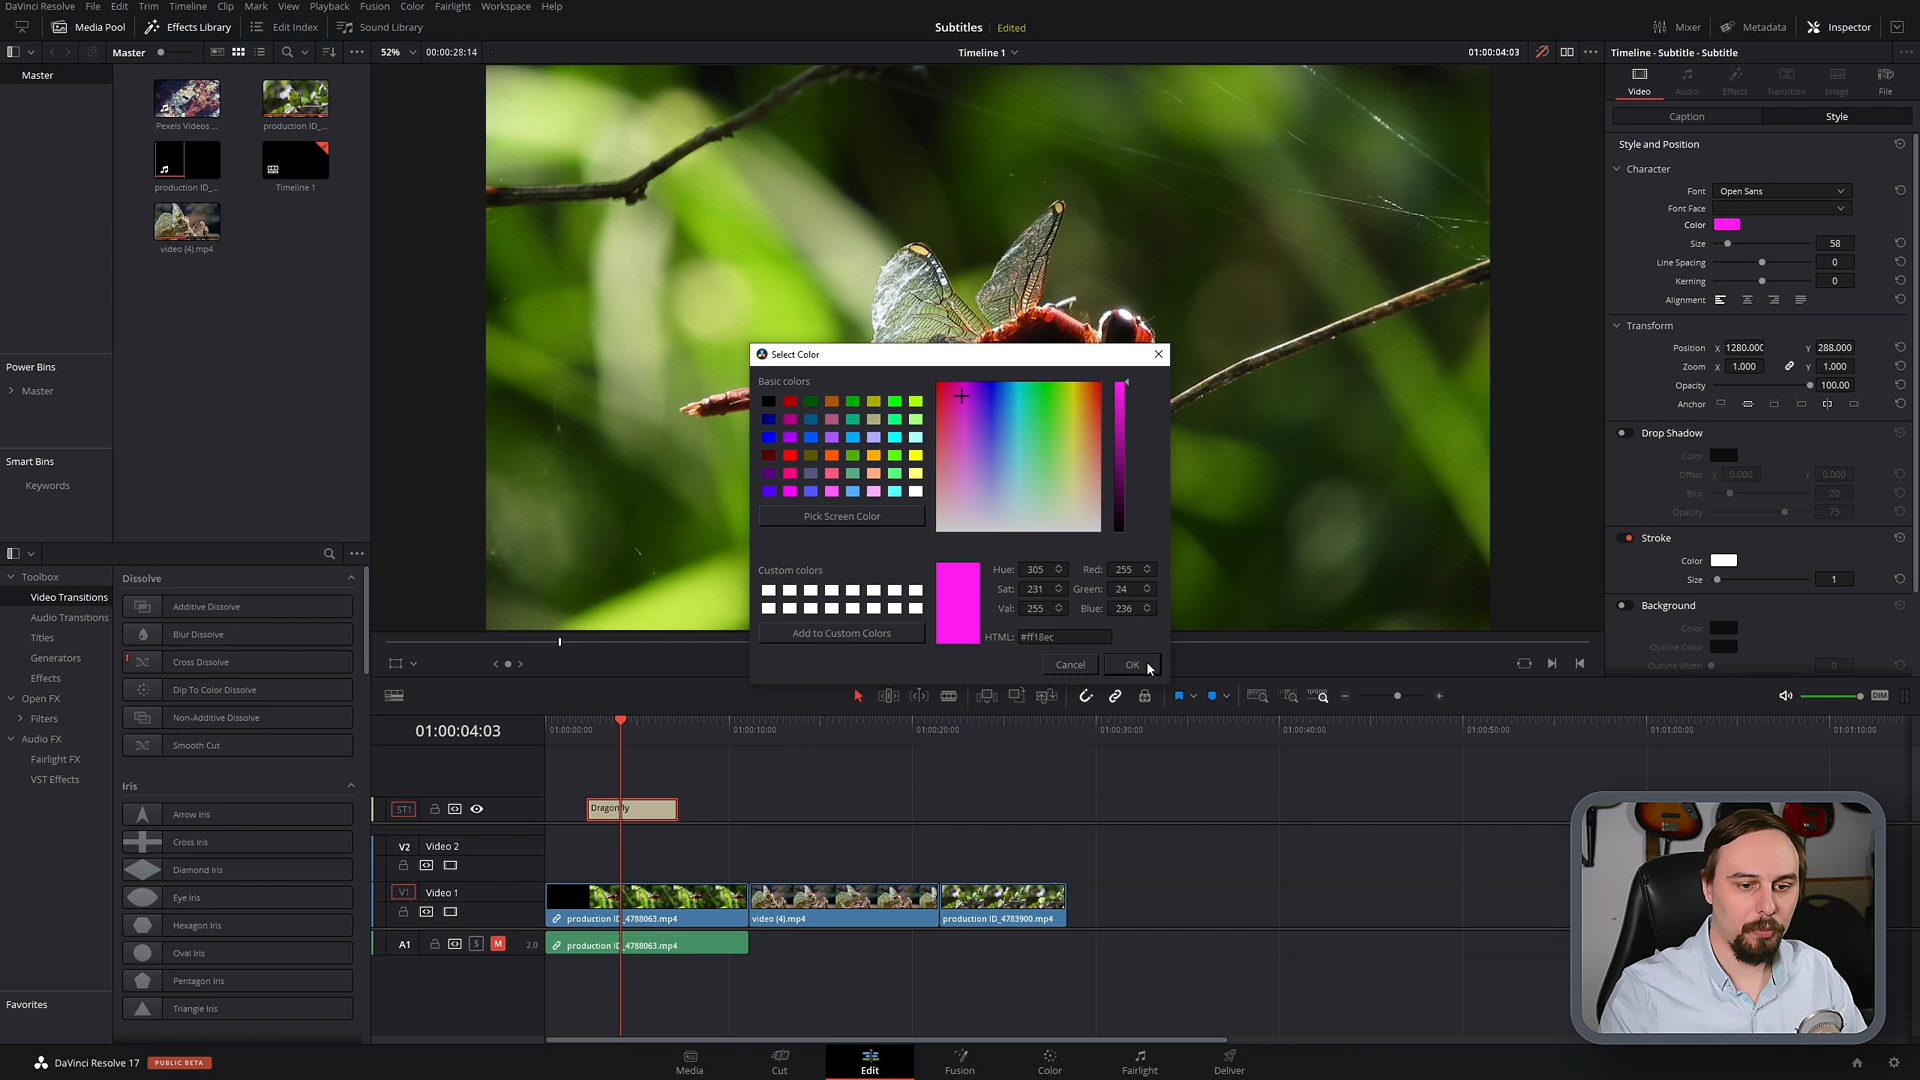 DaVinci Resolve File Edit Trim Timeline Clip Mark View Playback Fusion Color Fairlight Workspace Help
Media Pool Effects Library Edit Index Sound Library
Subtitles Edited
Mixer Metadata Inspector
Master
52% 00:00:28:14
Timeline 1
01:00:04:03
Timeline - Subtitle - Subtitle
Master
Video Audio Effects Transition Image File
Pexels Videos ...
production ID_...
Caption Style
Style and Position
Character
production ID_...
Timeline 1
Font Open Sans
Font Face
Color
Size 58
video (4).mp4
Line Spacing 0
Kerning 0
Alignment
Transform
Position X 1280.000 Y 288.000
Zoom X 1.000 Y 1.000
Opacity 100.00
Anchor
Drop Shadow
Color
Offset X 0.000 Y 0.000
Blur 20
Opacity 75
Stroke
Color
Size 1
Background
Color
Outline Color
Outline Width 0
Power Bins
Master
Smart Bins
Keywords
Select Color
Basic colors
Pick Screen Color
Custom colors
Add to Custom Colors
Hue: 305 Red: 255
Sat: 231 Green: 24
Val: 255 Blue: 236
HTML: #ff18ec
Cancel OK
Toolbox
Video Transitions
Audio Transitions
Titles
Generators
Effects
Open FX
Filters
Audio FX
Fairlight FX
VST Effects
Favorites
Dissolve
Additive Dissolve
Blur Dissolve
Cross Dissolve
Dip To Color Dissolve
Non-Additive Dissolve
Smooth Cut
Iris
Arrow Iris
Cross Iris
Diamond Iris
Eye Iris
Hexagon Iris
Oval Iris
Pentagon Iris
Triangle Iris
DIM
01:00:04:03
01:00:00:00 01:00:10:00 01:00:20:00 01:00:30:00 01:00:40:00 01:00:50:00 01:01:00:00 01:01:10:00
ST1
Dragonfly
V2 Video 2
V1 Video 1
production ID_4788063.mp4 video (4).mp4 production ID_4783900.mp4
A1 S M 2.0
production ID_4788063.mp4
DaVinci Resolve 17 PUBLIC BETA
Media Cut Edit Fusion Color Fairlight Deliver